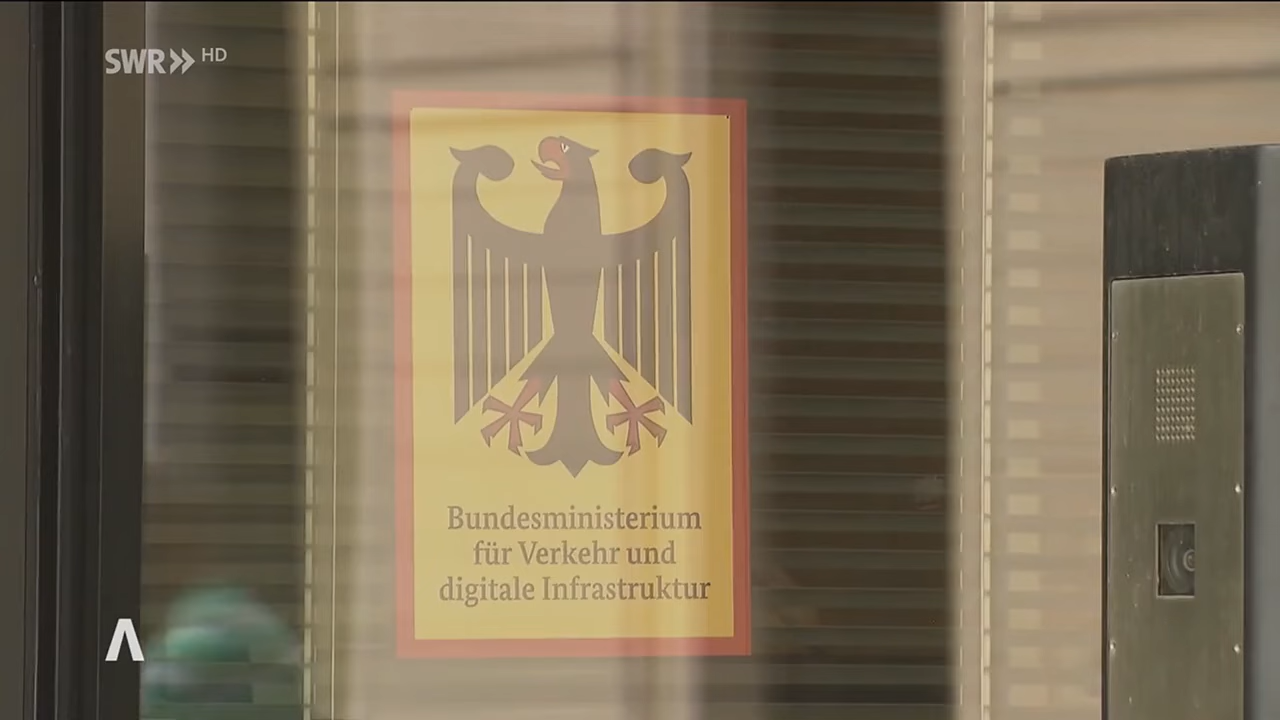 SWR HD
Bundesministerium
für Verkehr und
digitale Infrastruktur